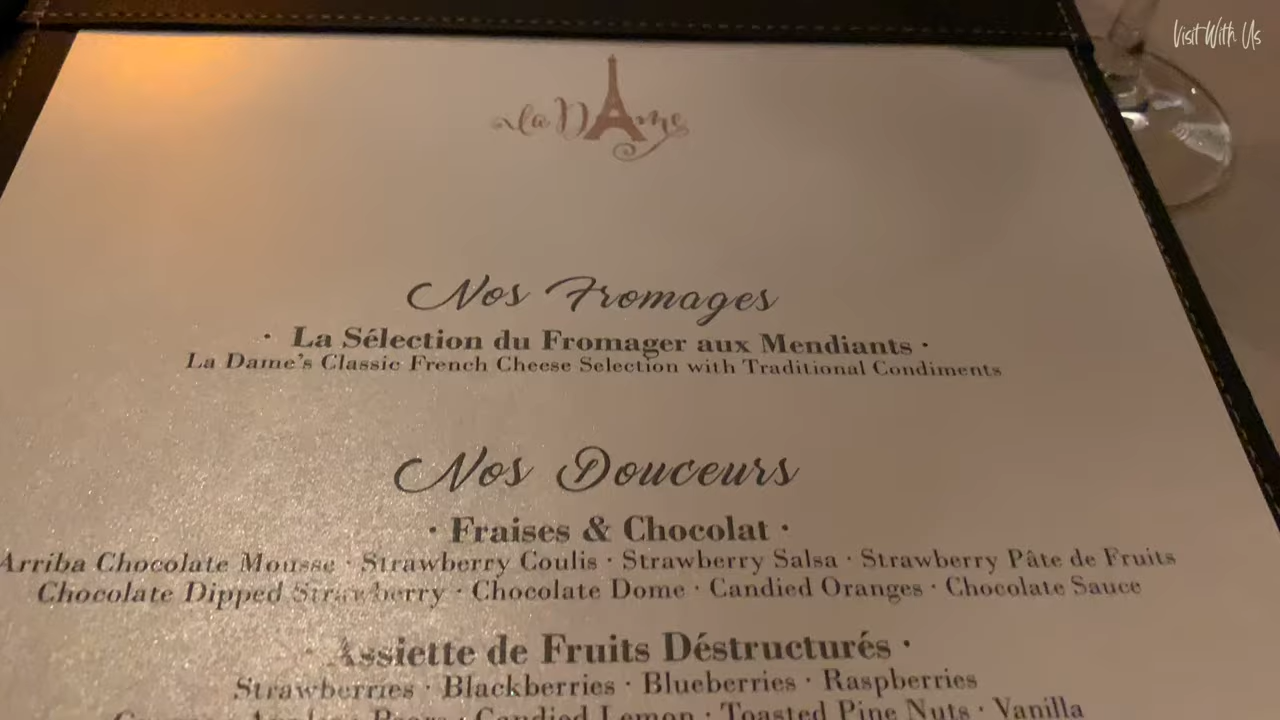 Visit With Us
La DAme
Nos Fromages
· La Sélection du Fromager aux Mendiants ·
La Dame's Classic French Cheese Selection with Traditional Condiments
Nos Douceurs
· Fraises & Chocolat ·
Arriba Chocolate Mousse · Strawberry Coulis · Strawberry Salsa · Strawberry Pâte de Fruits
Chocolate Dipped Strawberry · Chocolate Dome · Candied Oranges · Chocolate Sauce
· Assiette de Fruits Déstructurés ·
Strawberries · Blackberries · Blueberries · Raspberries
Candied Lemon · Toasted Pine Nuts · Vanilla